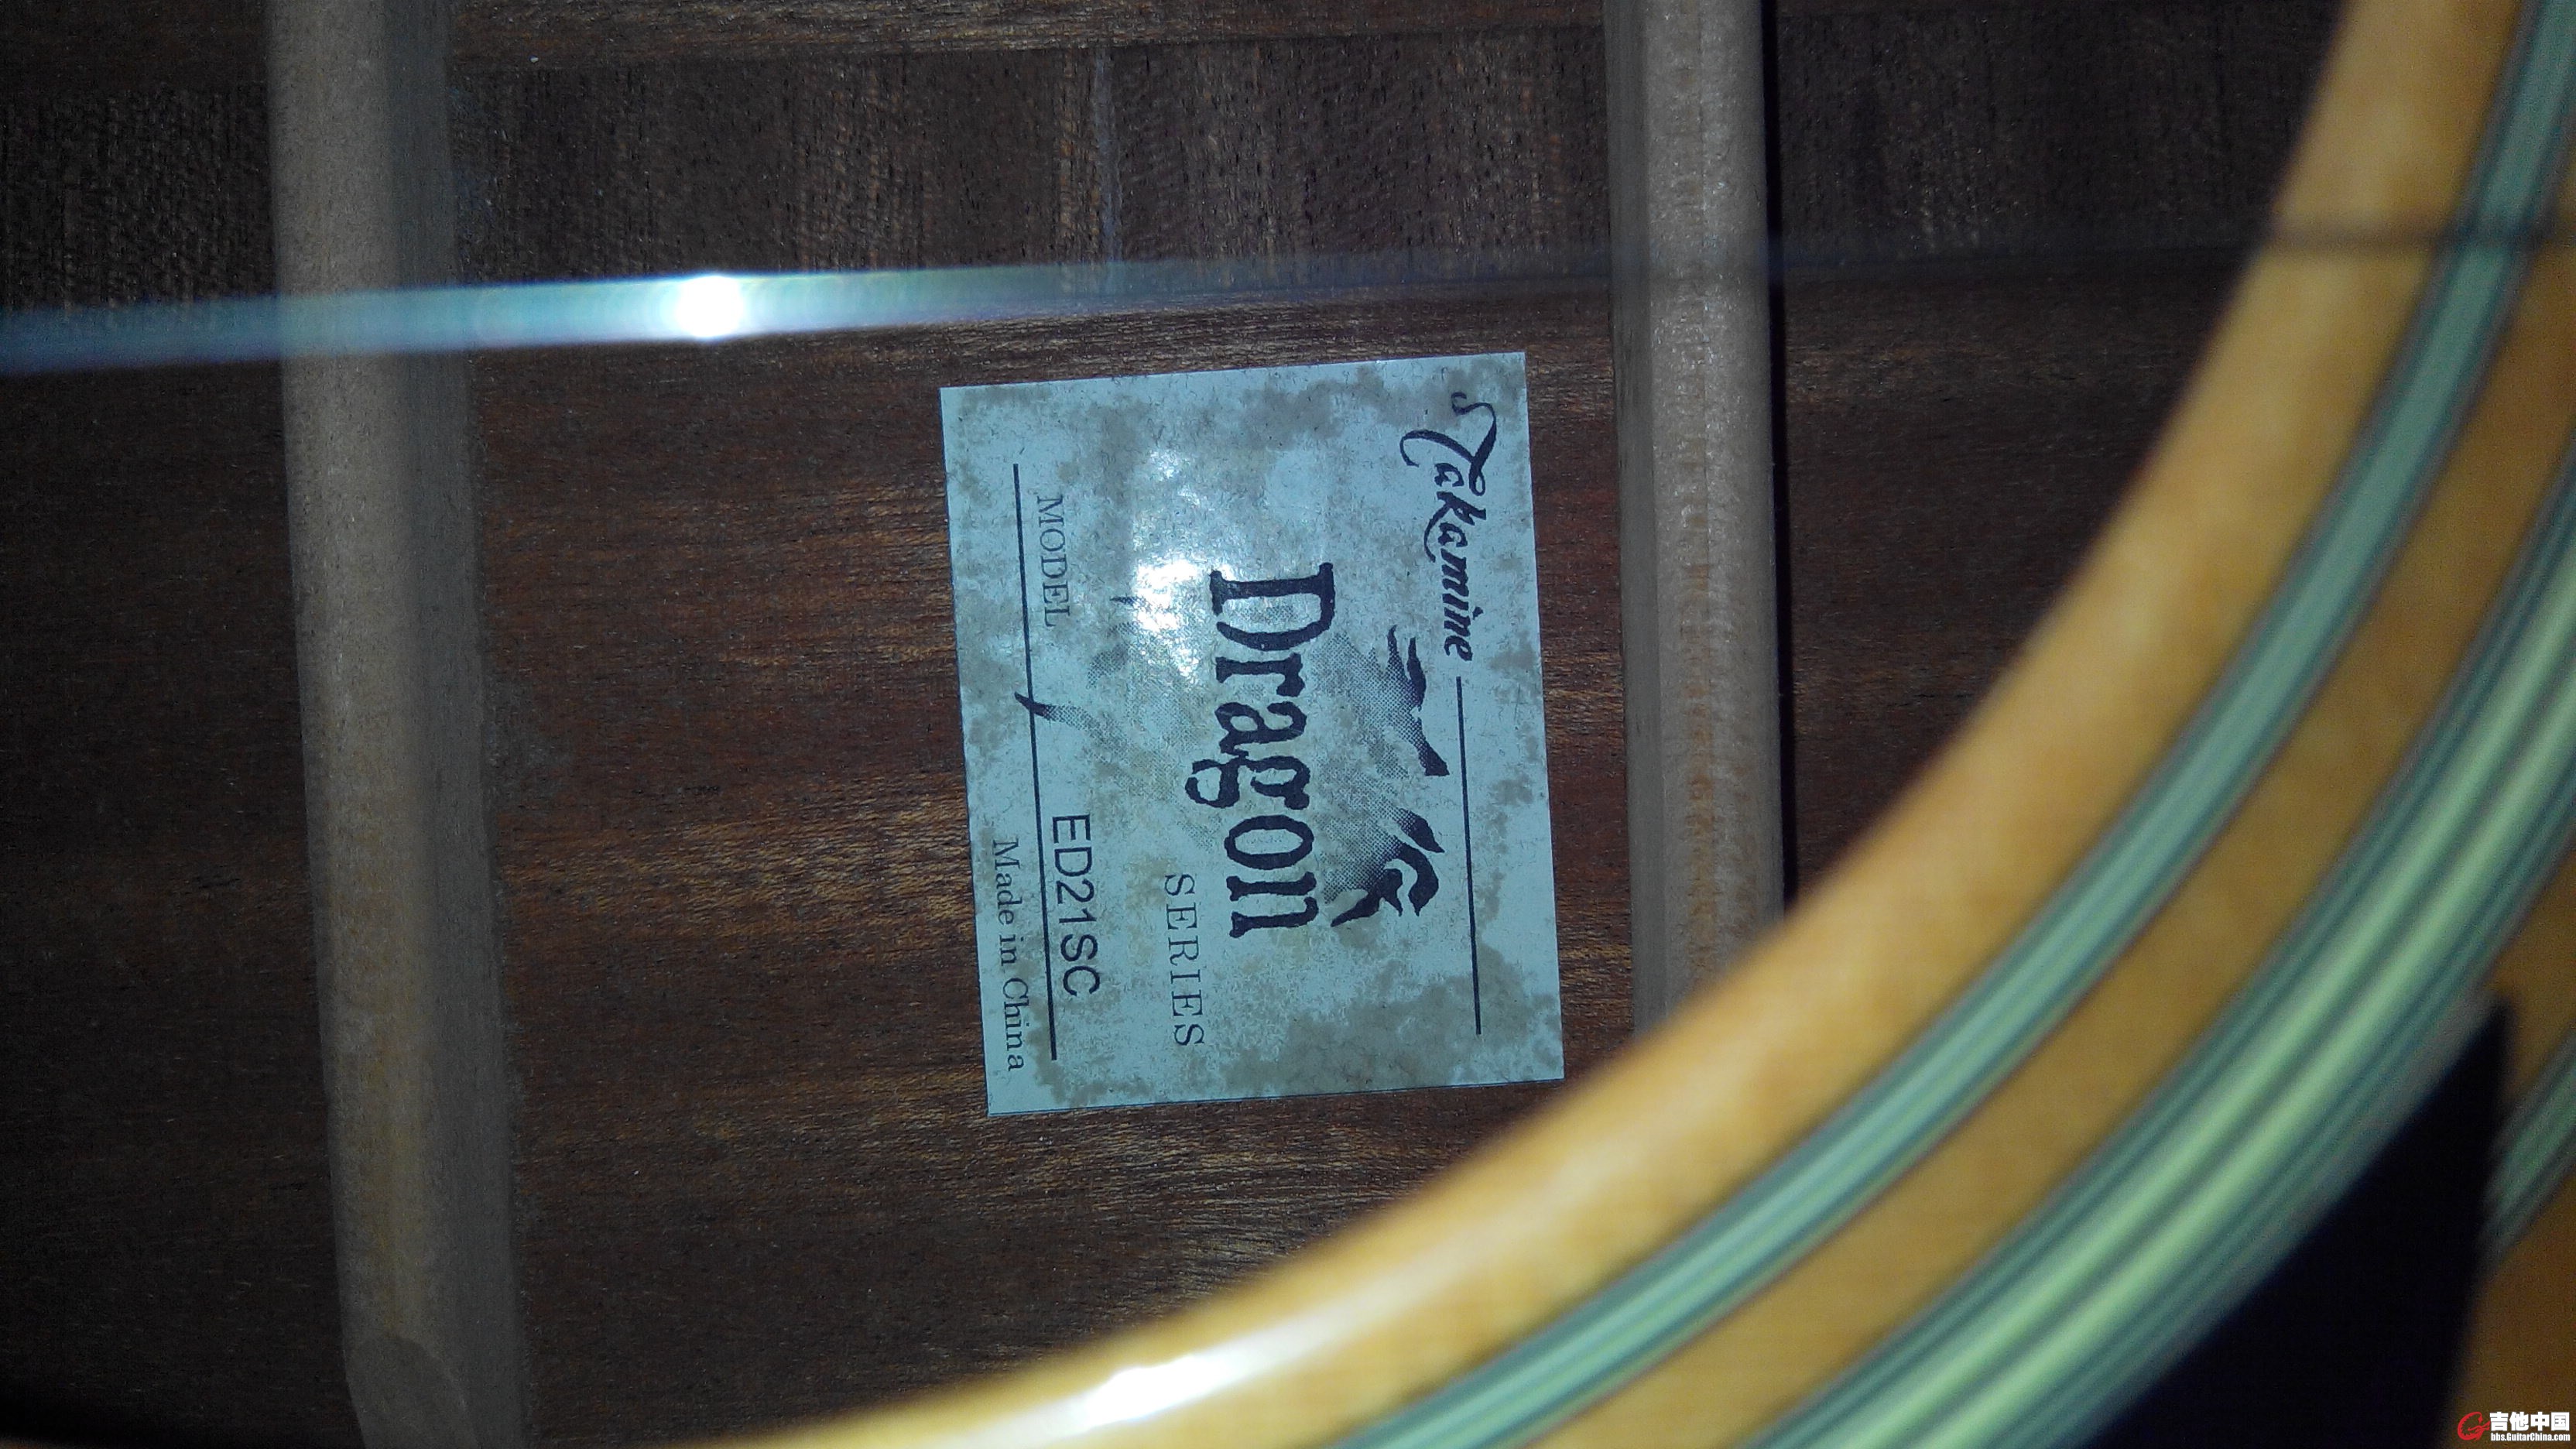 Takamine
Dragon
SERIES
MODEL ED21SC
Made in China
吉他中国
bbs.GuitarChina.com